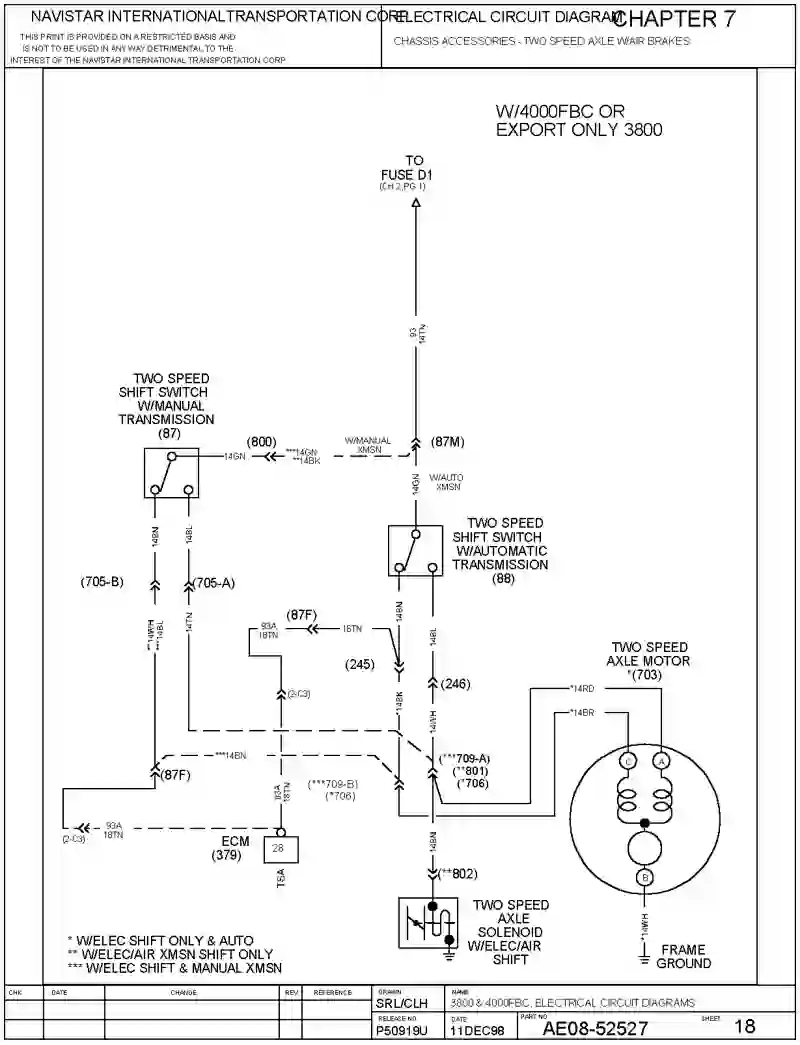 NAVISTAR INTERNATIONALTRANSPORTATION CORP
THIS PRINT IS PROVIDED ON A RESTRICTED BASIS AND
IS NOT TO BE USED IN ANY WAY DETRIMENTAL TO THE
INTEREST OF THE NAVISTAR INTERNATIONAL TRANSPORTATION CORP
ELECTRICAL CIRCUIT DIAGRAM
CHAPTER 7
CHASSIS ACCESSORIES - TWO SPEED AXLE W/AIR BRAKES
W/4000FBC OR
EXPORT ONLY 3800
TO
FUSE D1
(CH 2,PG 1)
93
14TN
TWO SPEED
SHIFT SWITCH
W/MANUAL
TRANSMISSION
(87)
14GN
(800)
***14GN
**14BK
W/MANUAL
XMSN
(87M)
14GN
W/AUTO
XMSN
TWO SPEED
SHIFT SWITCH
W/AUTOMATIC
TRANSMISSION
(88)
14BN
14BL
(705-B)
(705-A)
**14WH
***14BL
14TN
93A
18TN
(87F)
18TN
14BN
14BL
(245)
(246)
TWO SPEED
AXLE MOTOR
*(703)
(2-C3)
*14BK
14WH
*14RD
*14BR
***14BN
(87F)
(***709-B)
(*706)
(***709-A)
(**801)
(*706)
C
A
B
93A
18TN
(2-C3)
93A
18TN
ECM
(379)
28
TSA
14BN
(**802)
TWO SPEED
AXLE
SOLENOID
W/ELEC/AIR
SHIFT
*14WH
FRAME
GROUND
* W/ELEC SHIFT ONLY & AUTO
** W/ELEC/AIR XMSN SHIFT ONLY
*** W/ELEC SHIFT & MANUAL XMSN
CHK
DATE
CHANGE
REV
REFERENCE
DRAWN
SRL/CLH
NAME
3800 & 4000FBC, ELECTRICAL CIRCUIT DIAGRAMS
RELEASE NO.
P50919U
DATE
11DEC98
PART NO.
AE08-52527
SHEET
18